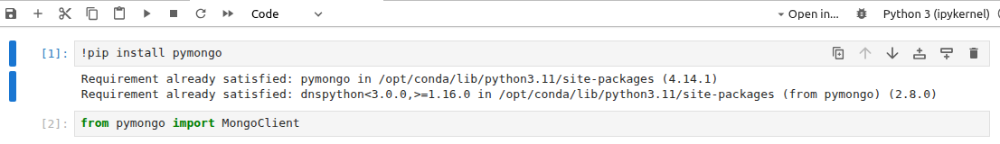 Code
Open in...
Python 3 (ipykernel)
[1]: !pip install pymongo
Requirement already satisfied: pymongo in /opt/conda/lib/python3.11/site-packages (4.14.1)
Requirement already satisfied: dnspython<3.0.0,>=1.16.0 in /opt/conda/lib/python3.11/site-packages (from pymongo) (2.8.0)
[2]: from pymongo import MongoClient